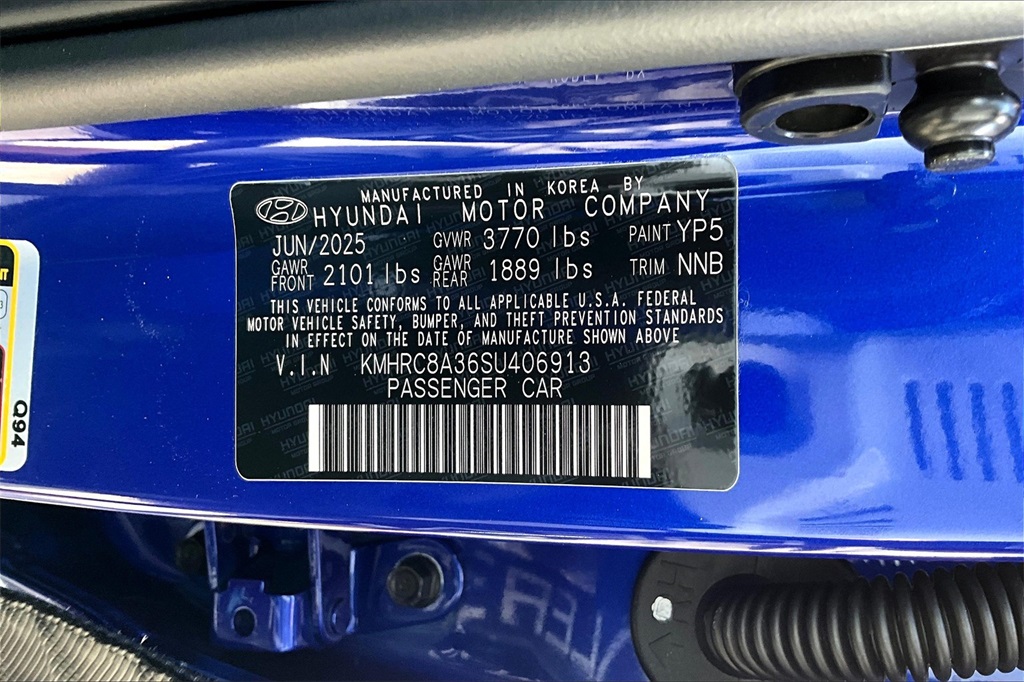 MANUFACTURED IN KOREA BY
HYUNDAI MOTOR COMPANY
JUN/2025 GVWR 3770 lbs PAINT YP5
GAWR FRONT 2101 lbs GAWR REAR 1889 lbs TRIM NNB
THIS VEHICLE CONFORMS TO ALL APPLICABLE U.S.A. FEDERAL
MOTOR VEHICLE SAFETY, BUMPER, AND THEFT PREVENTION STANDARDS
IN EFFECT ON THE DATE OF MANUFACTURE SHOWN ABOVE
V.I.N KMHRC8A36SU406913
PASSENGER CAR
Q94